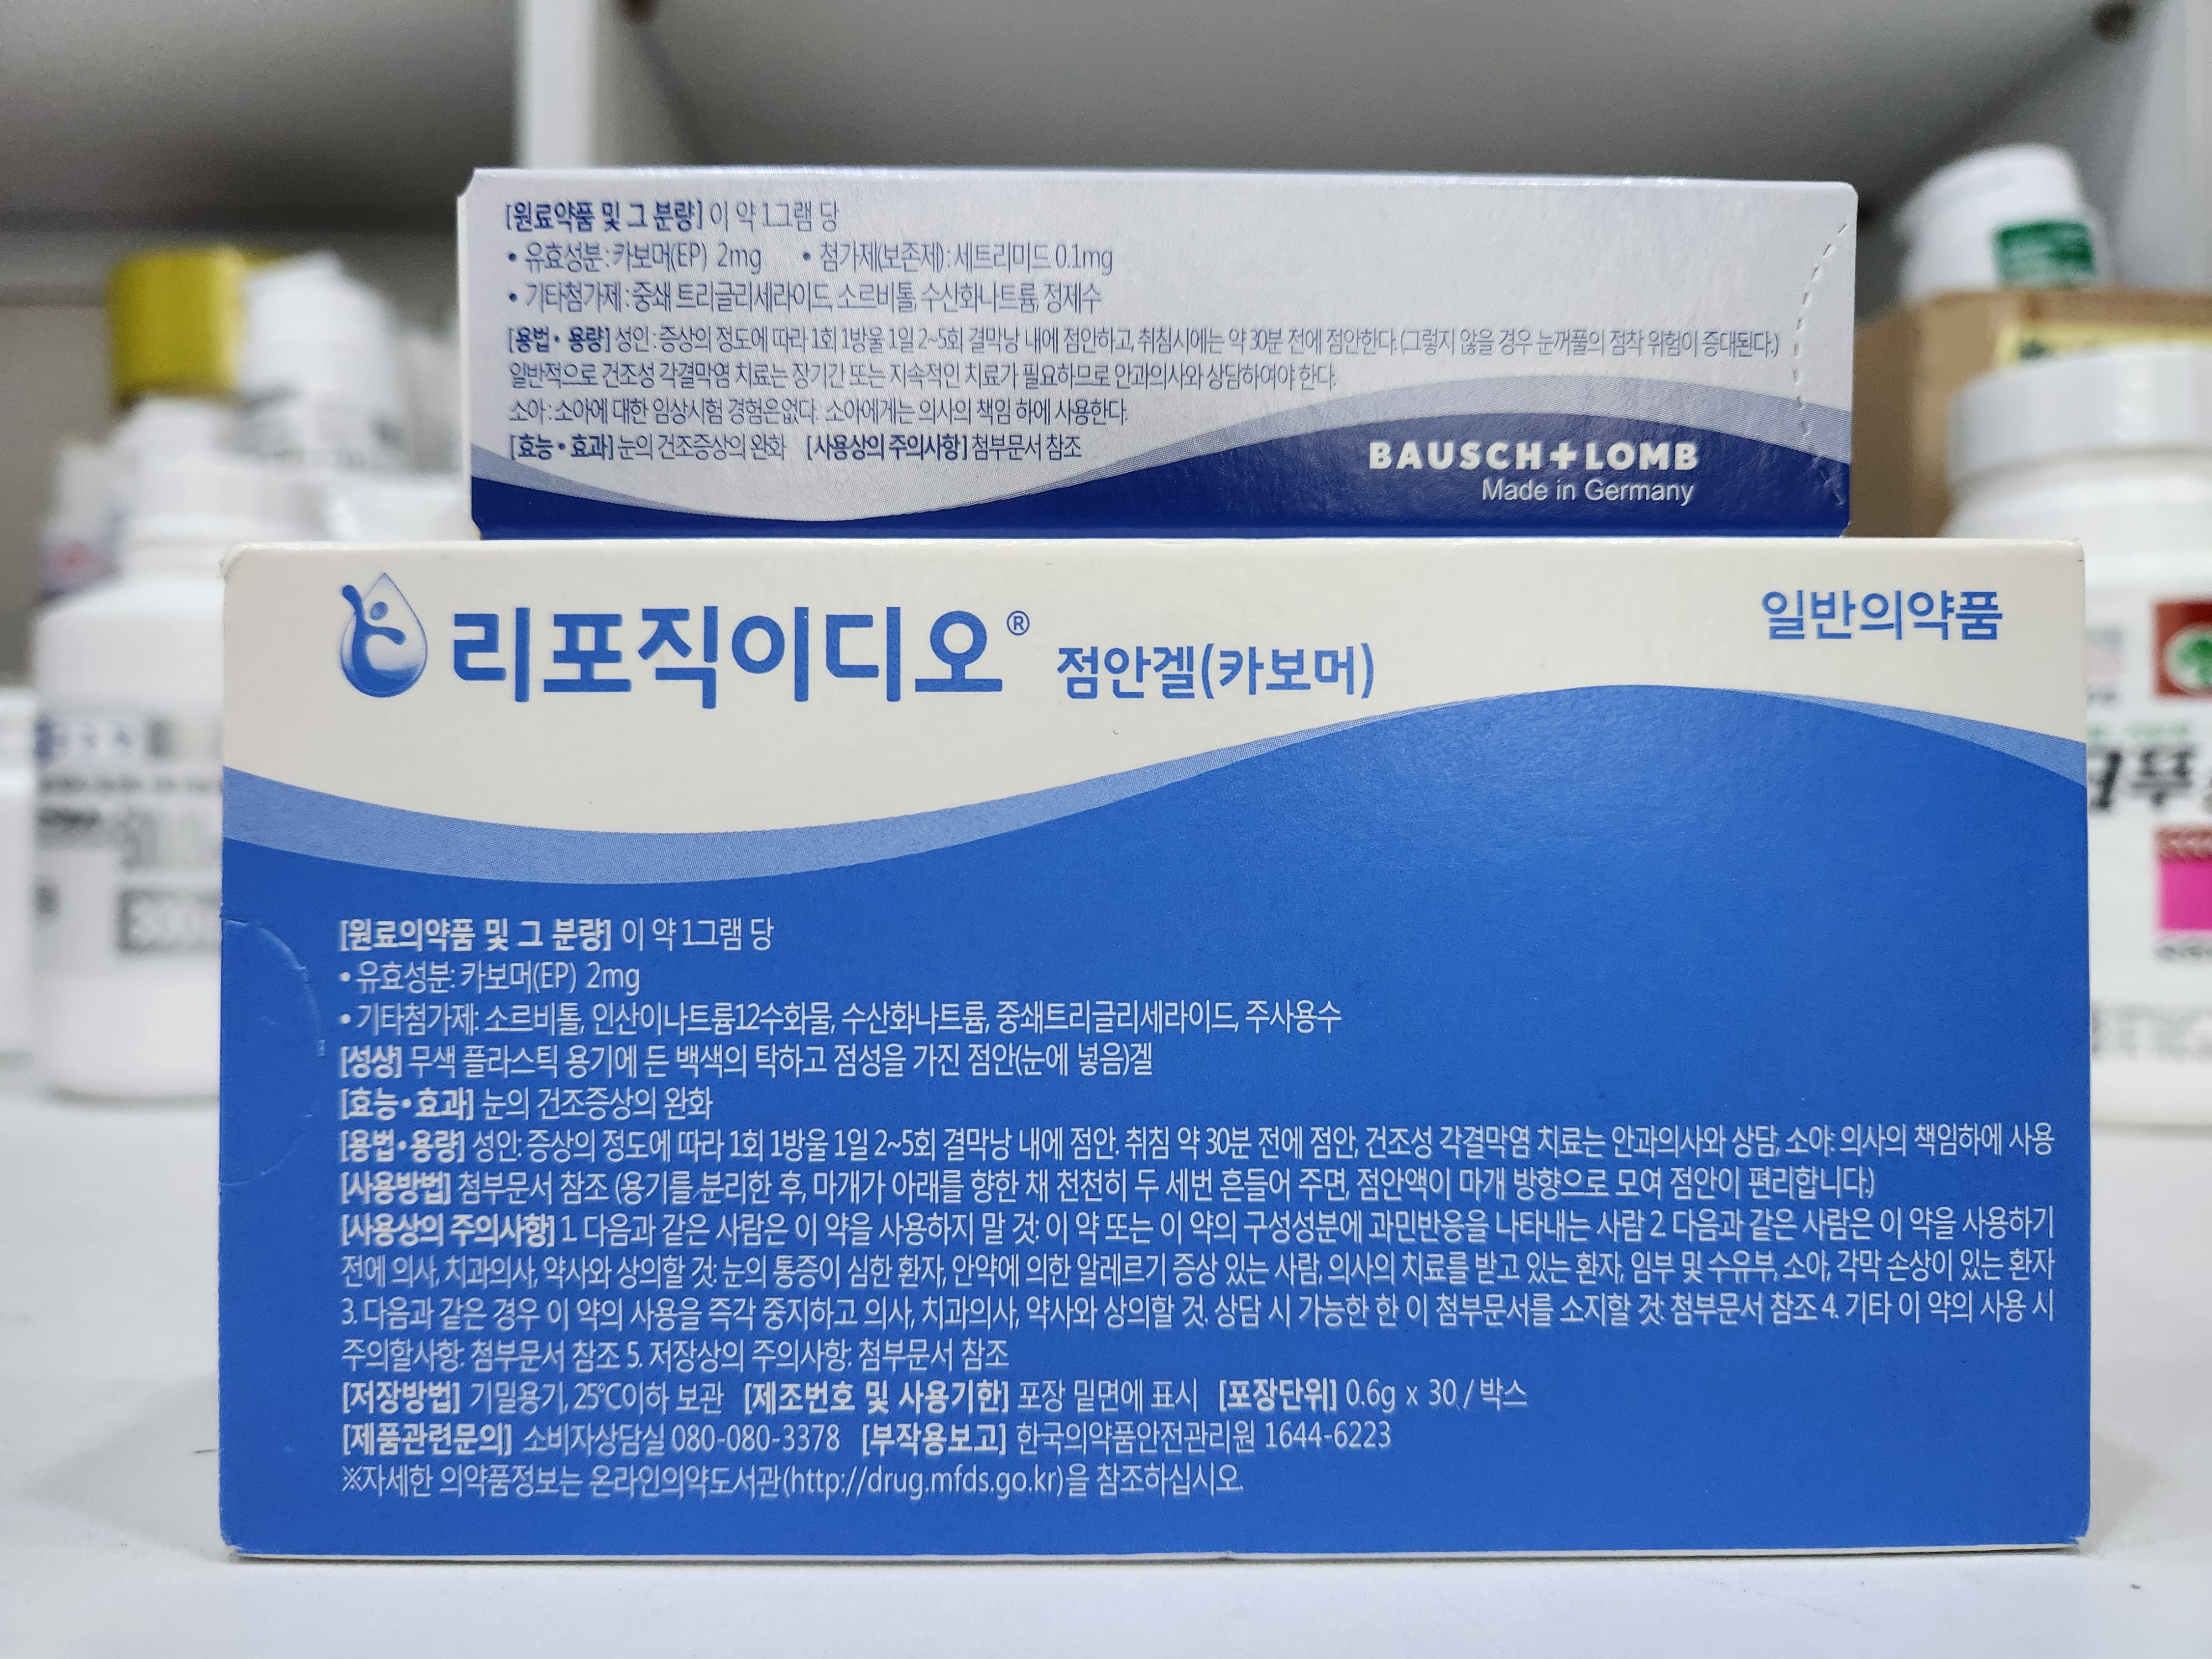 [원료약품 및 그 분량] 이 약 1그램 당
• 유효성분 : 카보머(EP) 2mg • 첨가제(보존제) : 세트리미드 0.1mg
• 기타첨가제 : 중쇄 트리글리세라이드, 소르비톨, 수산화나트륨, 정제수
[용법• 용량] 성인 : 증상의 정도에 따라 1회 1방울 1일 2~5회 결막낭 내에 점안하고, 취침시에는 약 30분 전에 점안한다. (그렇지 않을 경우 눈꺼풀의 점착 위험이 증대된다.)
일반적으로 건조성 각결막염 치료는 장기간 또는 지속적인 치료가 필요하므로 안과의사와 상담하여야 한다.
소아 : 소아에 대한 임상시험 경험은 없다. 소아에게는 의사의 책임 하에 사용한다.
[효능• 효과] 눈의 건조증상의 완화 [사용상의 주의사항] 첨부문서 참조
BAUSCH+LOMB
Made in Germany
리포직이디오® 점안겔(카보머)
일반의약품
[원료의약품 및 그 분량] 이 약 1그램 당
• 유효성분: 카보머(EP) 2mg
• 기타첨가제: 소르비톨, 인산이나트륨12수화물, 수산화나트륨, 중쇄트리글리세라이드, 주사용수
[성상] 무색 플라스틱 용기에 든 백색의 탁하고 점성을 가진 점안(눈에 넣음)겔
[효능•효과] 눈의 건조증상의 완화
[용법•용량] 성인: 증상의 정도에 따라 1회 1방울 1일 2~5회 결막낭 내에 점안. 취침 약 30분 전에 점안, 건조성 각결막염 치료는 안과의사와 상담, 소아: 의사의 책임하에 사용
[사용방법] 첨부문서 참조 (용기를 분리한 후, 마개가 아래를 향한 채 천천히 두 세번 흔들어 주면, 점안액이 마개 방향으로 모여 점안이 편리합니다.)
[사용상의 주의사항] 1. 다음과 같은 사람은 이 약을 사용하지 말 것: 이 약 또는 이 약의 구성성분에 과민반응을 나타내는 사람 2. 다음과 같은 사람은 이 약을 사용하기
전에 의사, 치과의사, 약사와 상의할 것: 눈의 통증이 심한 환자, 안약에 의한 알레르기 증상 있는 사람, 의사의 치료를 받고 있는 환자, 임부 및 수유부, 소아, 각막 손상이 있는 환자
3. 다음과 같은 경우 이 약의 사용을 즉각 중지하고 의사, 치과의사, 약사와 상의할 것. 상담 시 가능한 한 이 첨부문서를 소지할 것: 첨부문서 참조 4. 기타 이 약의 사용 시
주의할사항: 첨부문서 참조 5. 저장상의 주의사항: 첨부문서 참조
[저장방법] 기밀용기, 25℃이하 보관 [제조번호 및 사용기한] 포장 밑면에 표시 [포장단위] 0.6g x 30 / 박스
[제품관련문의] 소비자상담실 080-080-3378 [부작용보고] 한국의약품안전관리원 1644-6223
※자세한 의약품정보는 온라인의약도서관(http://drug.mfds.go.kr)을 참조하십시오.